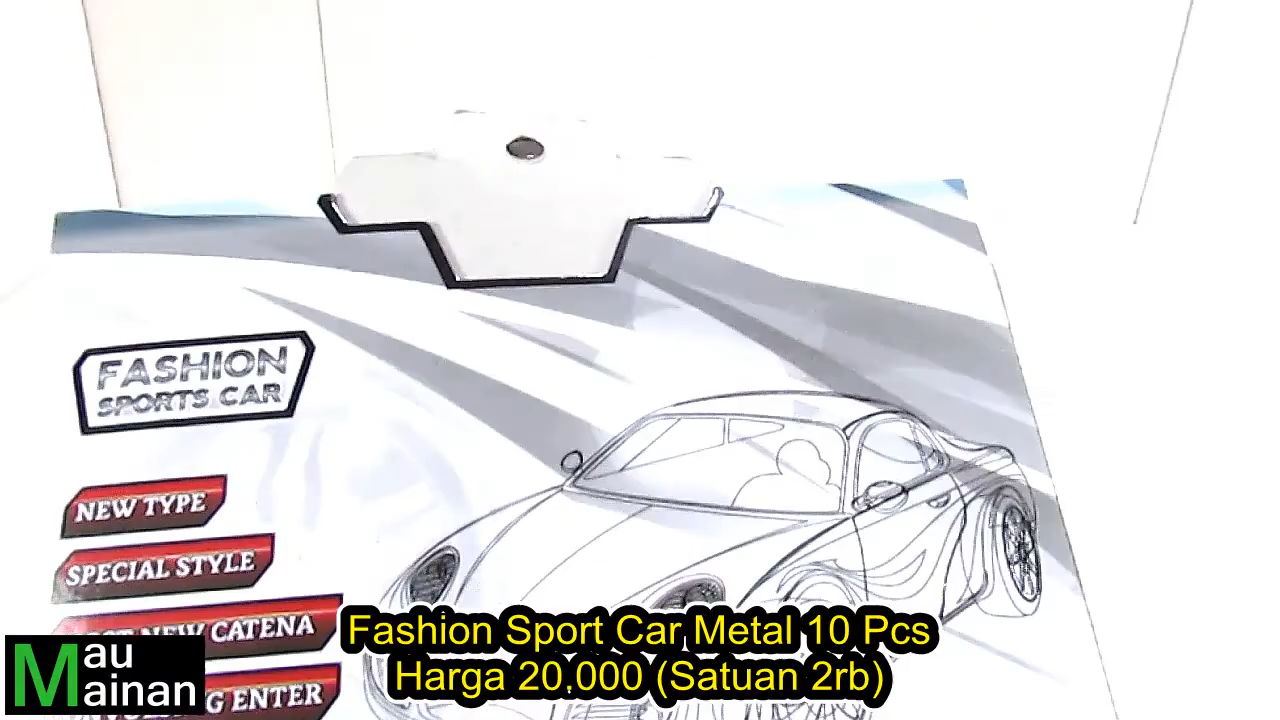 FASHION
SPORTS CAR
NEW TYPE
SPECIAL STYLE
NEW CATENA
ENTER
Fashion Sport Car Metal 10 Pcs
Harga 20,000 (Satuan 2rb)
Mau
Mainan